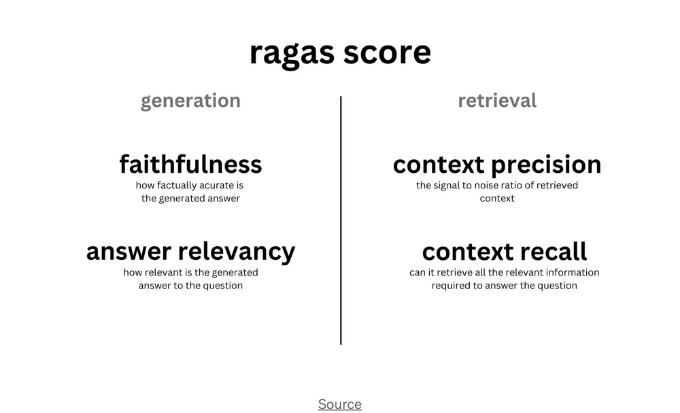 ragas score
generation
faithfulness
how factually acurate is
the generated answer
answer relevancy
how relevant is the generated
answer to the question
retrieval
context precision
the signal to noise ratio of retrieved
context
context recall
can it retrieve all the relevant information
required to answer the question
Source